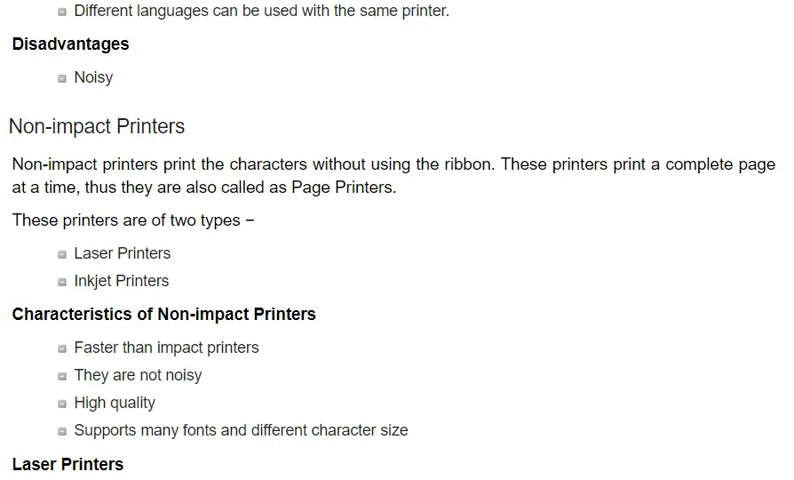 Different languages can be used with the same printer.
Disadvantages
Noisy
Non-impact Printers
Non-impact printers print the characters without using the ribbon. These printers print a complete page
at a time, thus they are also called as Page Printers.
These printers are of two types −
Laser Printers
Inkjet Printers
Characteristics of Non-impact Printers
Faster than impact printers
They are not noisy
High quality
Supports many fonts and different character size
Laser Printers